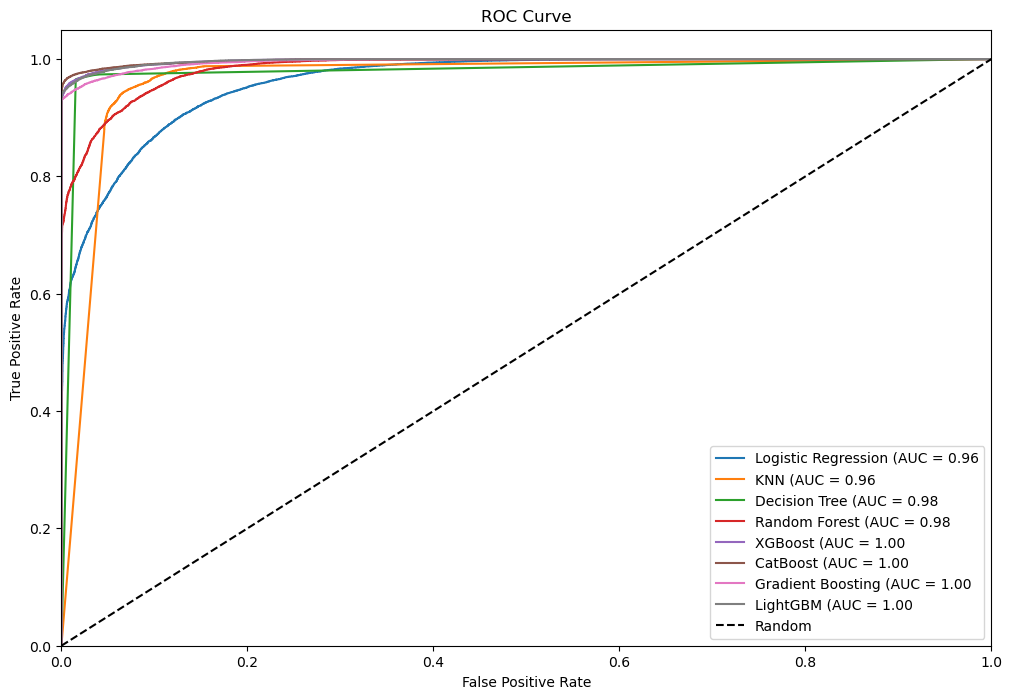 ROC Curve
1.0
0.8
0.6
0.4
0.2
0.0
True Positive Rate
0.0 0.2 0.4 0.6 0.8 1.0
False Positive Rate
Logistic Regression (AUC = 0.96
KNN (AUC = 0.96
Decision Tree (AUC = 0.98
Random Forest (AUC = 0.98
XGBoost (AUC = 1.00
CatBoost (AUC = 1.00
Gradient Boosting (AUC = 1.00
LightGBM (AUC = 1.00
Random